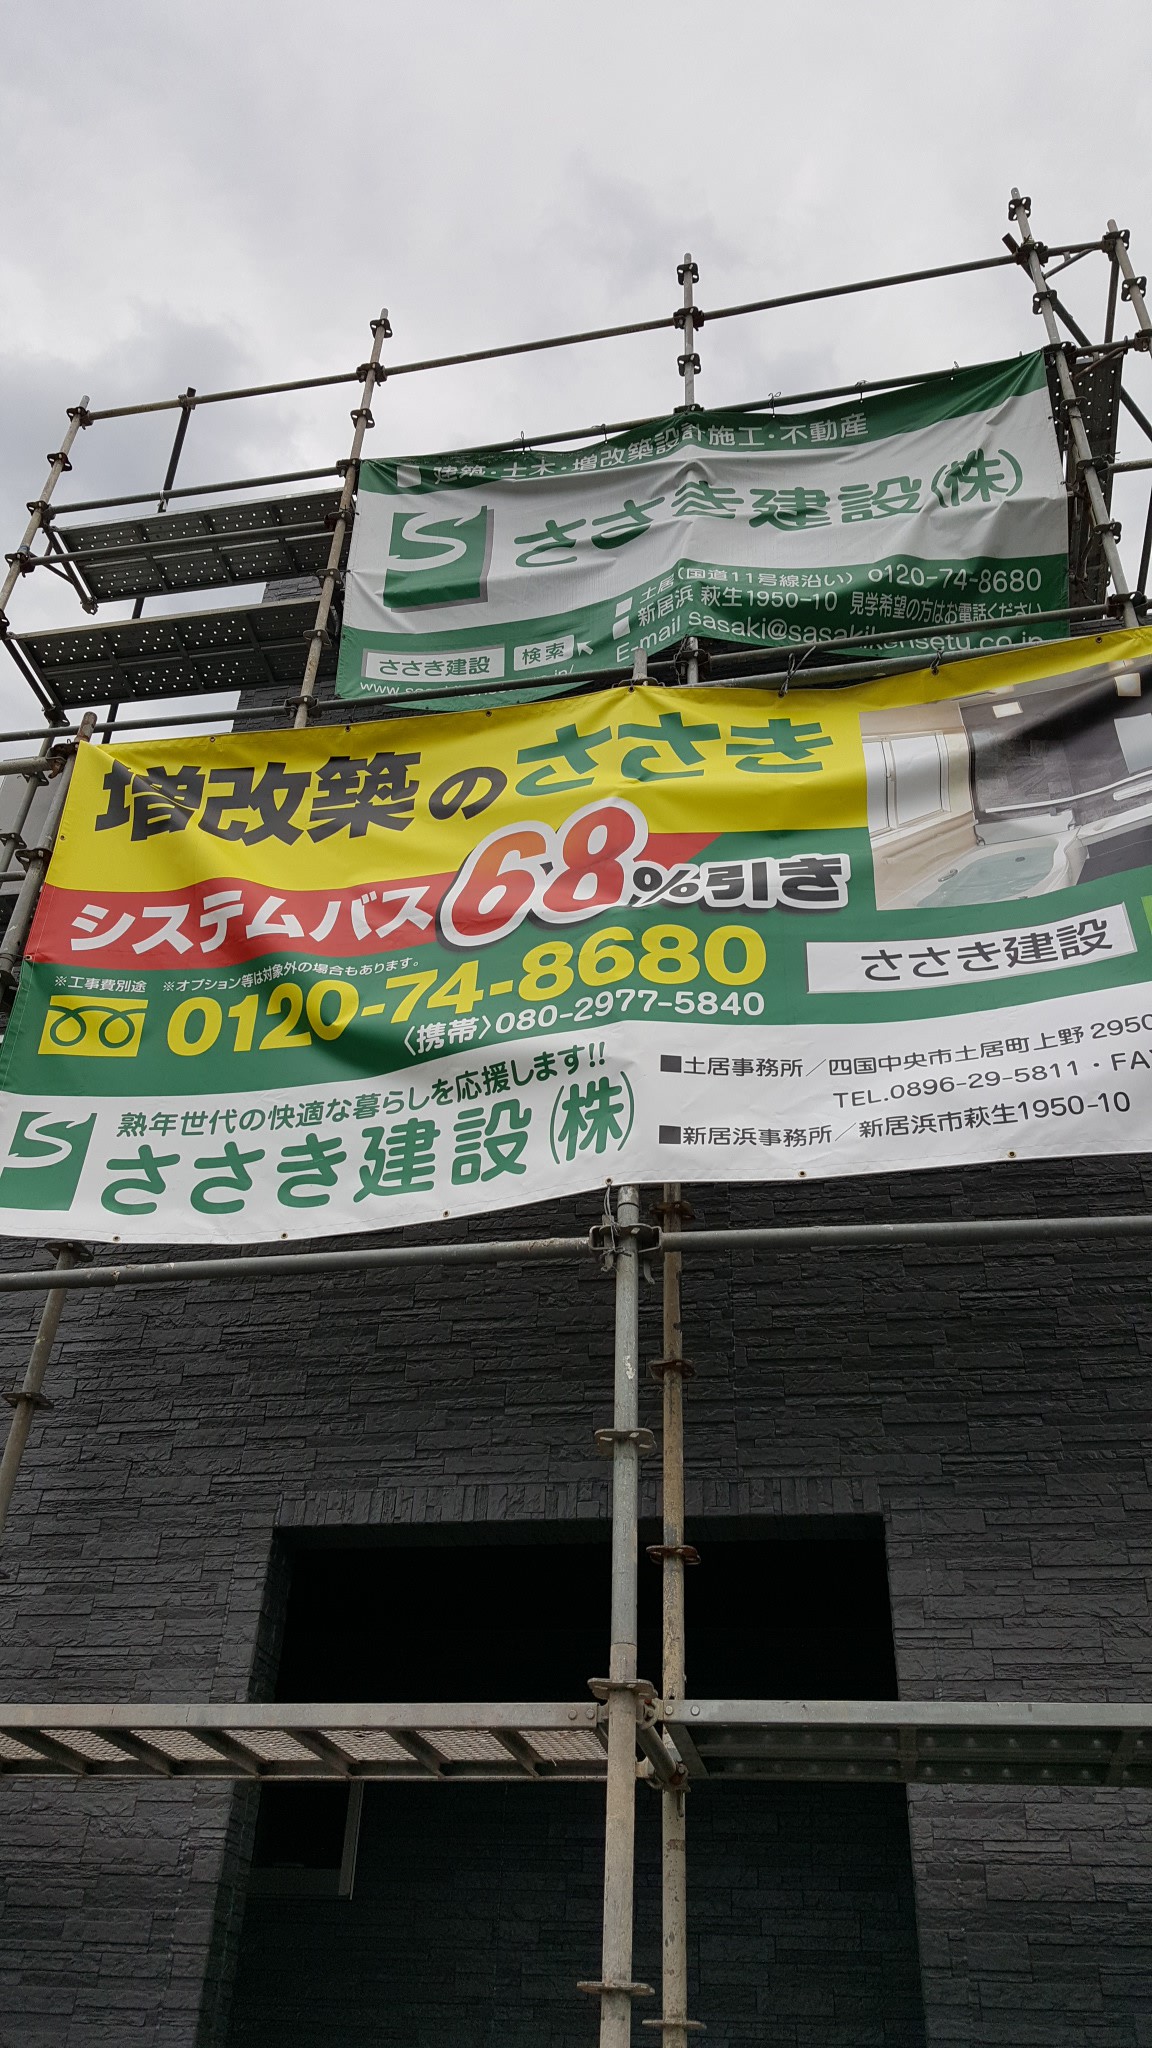 建築・土木・増改築設計施工・不動産
ささき建設(株)
土居(国道11号線沿い) 0120-74-8680
新居浜 萩生1950-10 見学希望の方はお電話ください
E-mail sasaki@sasakikensetu.co.jp
ささき建設 検索
増改築のささき
システムバス68%引き
※工事費別途 ※オプション等は対象外の場合もあります。
0120-74-8680
〈携帯〉080-2977-5840
ささき建設
熟年世代の快適な暮らしを応援します!!
ささき建設(株)
■土居事務所／四国中央市土居町上野2950
TEL.0896-29-5811・FAX
■新居浜事務所／新居浜市萩生1950-10